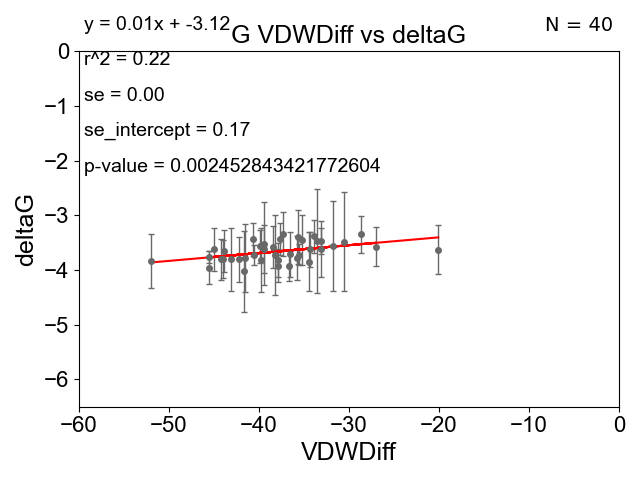 y = 0.01x + -3.12
G VDWDiff vs deltaG
N = 40
r^2 = 0.22
se = 0.00
se_intercept = 0.17
p-value = 0.002452843421772604
0
−1
−2
−3
−4
−5
−6
deltaG
−60
−50
−40
−30
−20
−10
0
VDWDiff